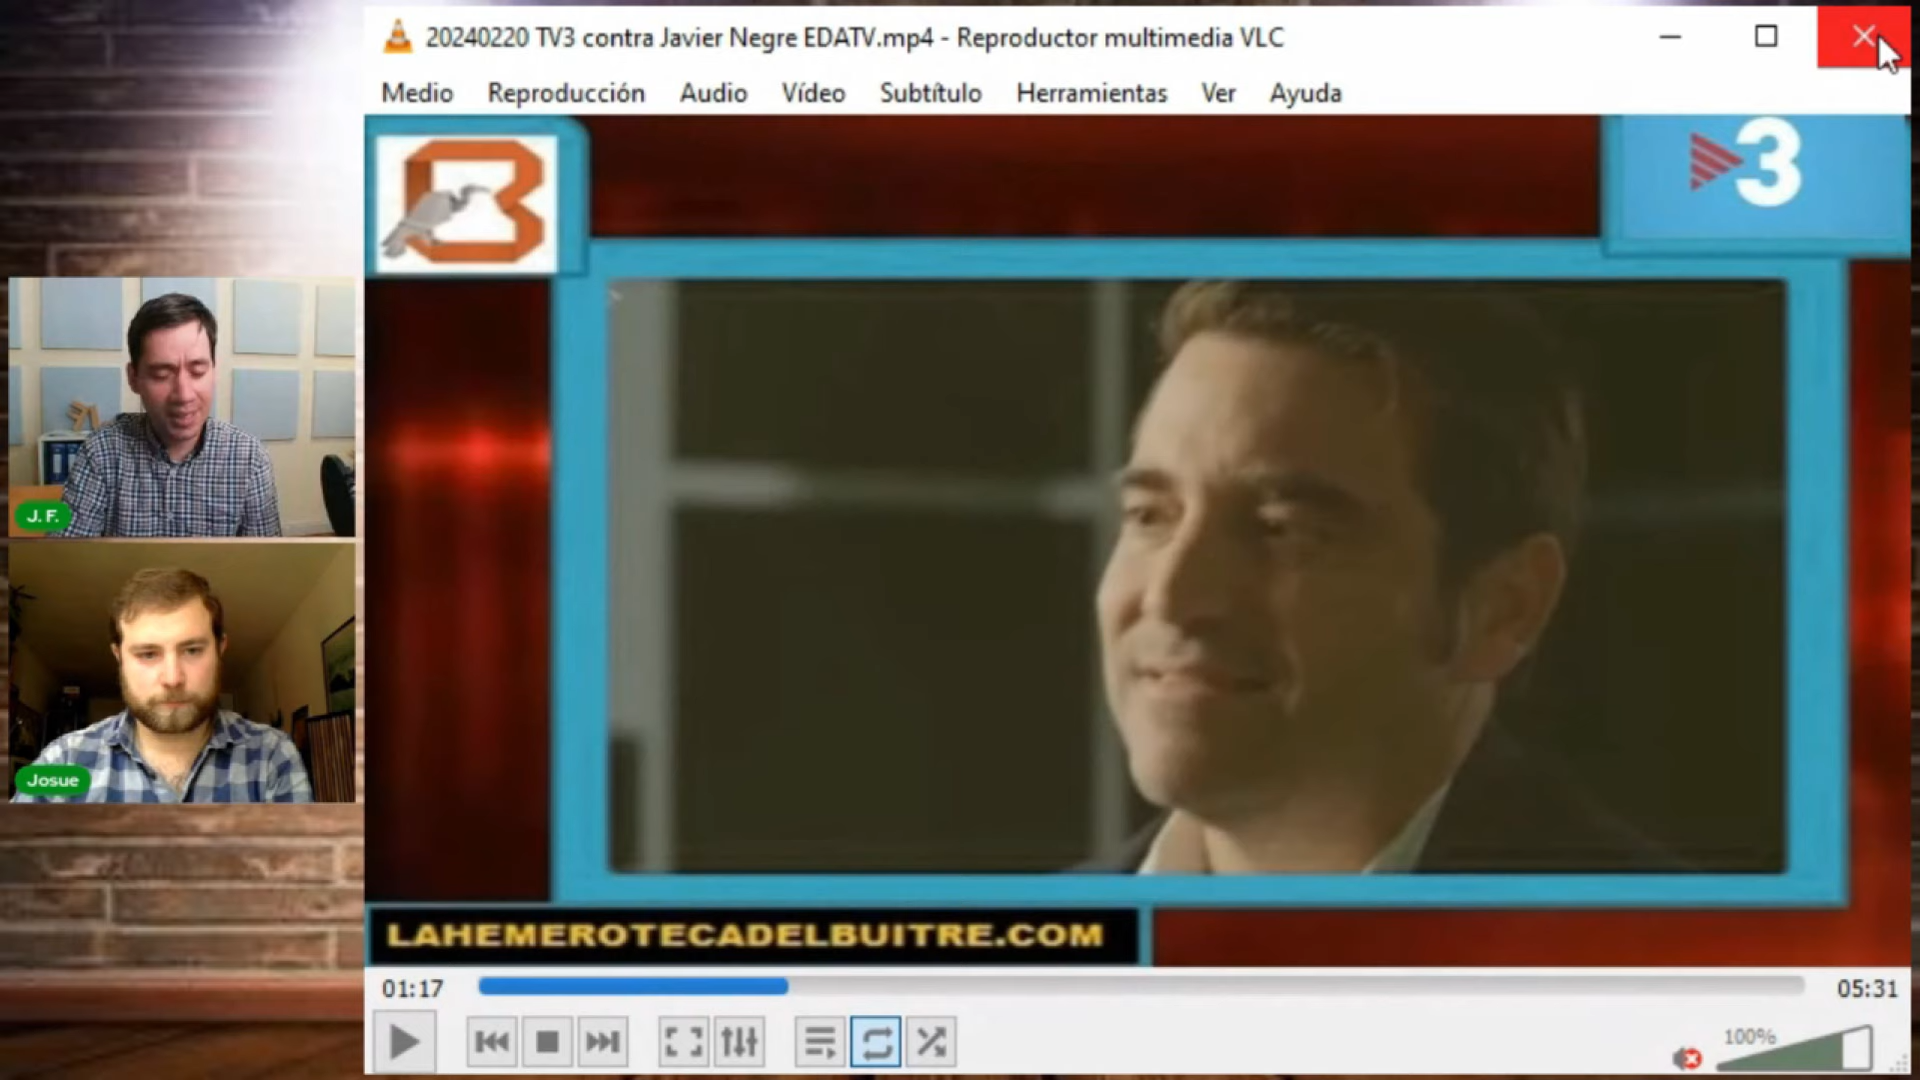 20240220 TV3 contra Javier Negre EDATV.mp4 - Reproductor multimedia VLC
Medio Reproducción Audio Vídeo Subtítulo Herramientas Ver Ayuda
B
3
J. F.
Josue
LAHEMEROTECADELBUITRE.COM
01:17
05:31
100%